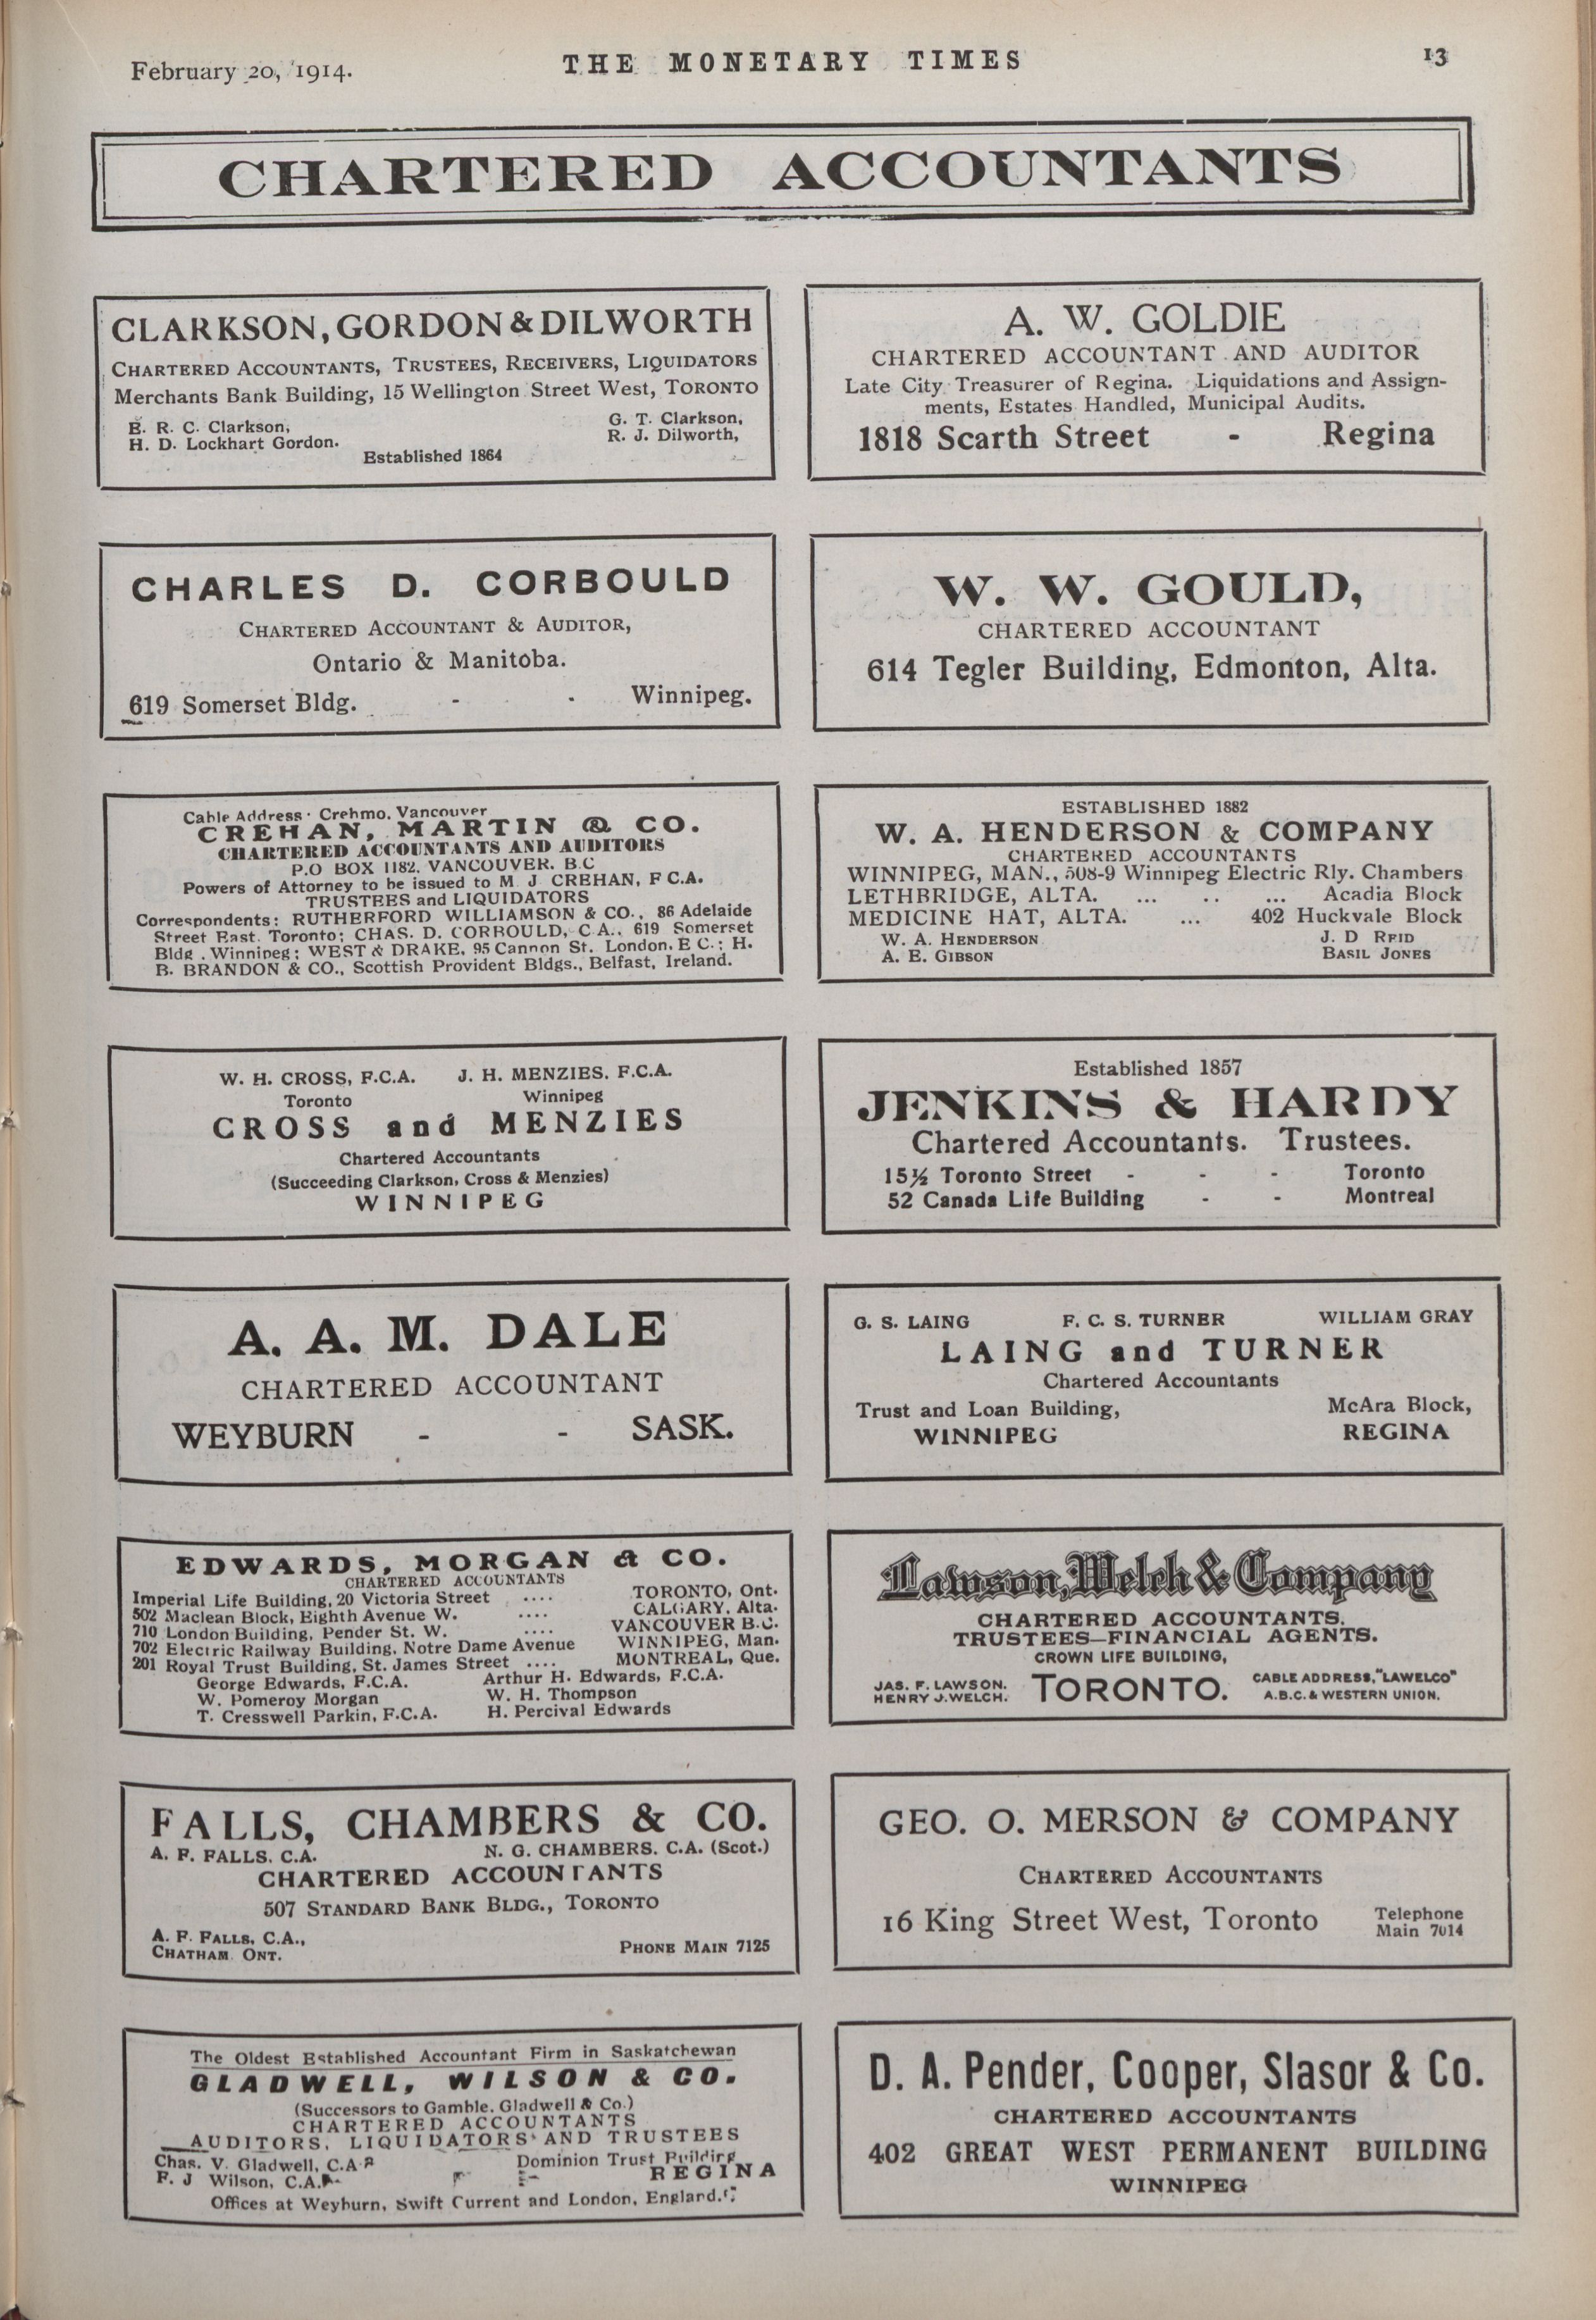 February 20, 1914.
THE MONETARY TIMES
13
CHARTERED ACCOUNTANTS
CLARKSON, GORDON & DILWORTH
CHARTERED ACCOUNTANTS, TRUSTEES, RECEIVERS, LIQUIDATORS
Merchants Bank Building, 15 Wellington Street West, TORONTO
E. R. C. Clarkson, G. T. Clarkson,
H. D. Lockhart Gordon. R. J. Dilworth,
Established 1864
A. W. GOLDIE
CHARTERED ACCOUNTANT AND AUDITOR
Late City Treasurer of Regina. Liquidations and Assign-
ments, Estates Handled, Municipal Audits.
1818 Scarth Street - Regina
CHARLES D. CORBOULD
CHARTERED ACCOUNTANT & AUDITOR,
Ontario & Manitoba.
619 Somerset Bldg. - - Winnipeg.
W. W. GOULD,
CHARTERED ACCOUNTANT
614 Tegler Building, Edmonton, Alta.
Cable Address · Crehmo, Vancouver
CREHAN, MARTIN & CO.
CHARTERED ACCOUNTANTS AND AUDITORS
P.O BOX 1182, VANCOUVER, B.C
Powers of Attorney to be issued to M. J CREHAN, F C.A.
TRUSTEES and LIQUIDATORS
Correspondents: RUTHERFORD WILLIAMSON & CO., 86 Adelaide
Street East, Toronto; CHAS. D. CORBOULD, C A., 619 Somerset
Bldg . Winnipeg; WEST & DRAKE, 95 Cannon St. London, E C.; H.
B. BRANDON & CO., Scottish Provident Bldgs., Belfast, Ireland.
ESTABLISHED 1882
W. A. HENDERSON & COMPANY
CHARTERED ACCOUNTANTS
WINNIPEG, MAN., 508-9 Winnipeg Electric Rly. Chambers
LETHBRIDGE, ALTA. ... .. ... Acadia Block
MEDICINE HAT, ALTA. ... 402 Huckvale Block
W. A. HENDERSON J. D REID
A. E. GIBSON BASIL JONES
W. H. CROSS, F.C.A. J. H. MENZIES, F.C.A.
Toronto Winnipeg
CROSS and MENZIES
Chartered Accountants
(Succeeding Clarkson, Cross & Menzies)
WINNIPEG
Established 1857
JENKINS & HARDY
Chartered Accountants. Trustees.
15½ Toronto Street - - - Toronto
52 Canada Life Building - - Montreal
A. A. M. DALE
CHARTERED ACCOUNTANT
WEYBURN - - SASK.
G. S. LAING F. C. S. TURNER WILLIAM GRAY
LAING and TURNER
Chartered Accountants
Trust and Loan Building, McAra Block,
WINNIPEG REGINA
EDWARDS, MORGAN & CO.
CHARTERED ACCOUNTANTS
Imperial Life Building, 20 Victoria Street .... TORONTO, Ont.
502 Maclean Block, Eighth Avenue W. .... CALGARY, Alta.
710 London Building, Pender St. W. .... VANCOUVER B.C.
702 Electric Railway Building, Notre Dame Avenue WINNIPEG, Man.
201 Royal Trust Building, St. James Street .... MONTREAL, Que.
George Edwards, F.C.A. Arthur H. Edwards, F.C.A.
W. Pomeroy Morgan W. H. Thompson
T. Cresswell Parkin, F.C.A. H. Percival Edwards
Lawson, Welch & Company
CHARTERED ACCOUNTANTS.
TRUSTEES—FINANCIAL AGENTS.
CROWN LIFE BUILDING,
JAS. F. LAWSON. TORONTO. CABLE ADDRESS, "LAWELCO"
HENRY J. WELCH. A.B.C. & WESTERN UNION.
FALLS, CHAMBERS & CO.
A. F. FALLS, C.A. N. G. CHAMBERS, C.A. (Scot.)
CHARTERED ACCOUNTANTS
507 STANDARD BANK BLDG., TORONTO
A. F. FALLS, C.A.,
CHATHAM ONT. PHONE MAIN 7125
GEO. O. MERSON & COMPANY
CHARTERED ACCOUNTANTS
16 King Street West, Toronto Telephone
Main 7014
The Oldest Established Accountant Firm in Saskatchewan
GLADWELL, WILSON & CO.
(Successors to Gamble, Gladwell & Co.)
CHARTERED ACCOUNTANTS
AUDITORS, LIQUIDATORS AND TRUSTEES
Chas. V. Gladwell, C.A. Dominion Trust Building
F. J Wilson, C.A. REGINA
Offices at Weyburn, Swift Current and London, England.
D. A. Pender, Cooper, Slasor & Co.
CHARTERED ACCOUNTANTS
402 GREAT WEST PERMANENT BUILDING
WINNIPEG